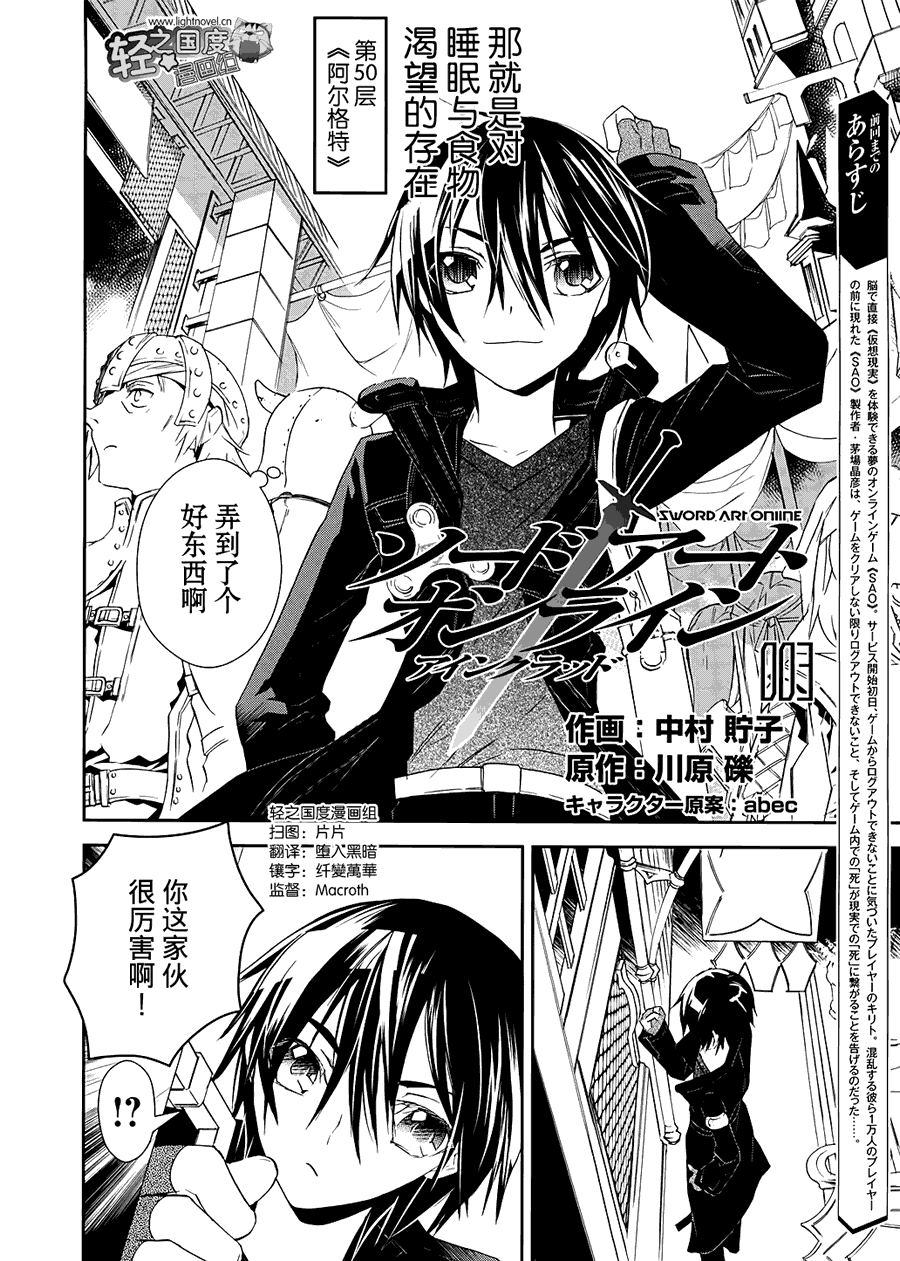 前回までの
あらすじ
脳で直接《仮想現実》を体験できる夢のオンラインゲーム《SAO》。サービス開始初日、ゲームからログアウトできないことに気づいたプレイヤーのキリト。混乱する彼ら1万人のプレイヤー
の前に現れた《SAO》製作者・茅場晶彦は、ゲームをクリアしない限りログアウトできないこと、そしてゲーム内での「死」が現実での「死」に繋がることを告げるのだった……。
www.lightnovel.cn
轻之国度
漫画组
那就是对
睡眠与食物
渴望的存在
第50层
《阿尔格特》
弄到了个
好东西啊
SWORD ART ONLINE
ソードアート・
オンライン
アインクラッド
003
作画：中村 貯子
原作：川原 礫
キャラクター原案：abec
轻之国度漫画组
扫图：片片
翻译：堕入黑暗
镶字：纤變萬華
监督：Macroth
你这家伙
很厉害啊！
!?